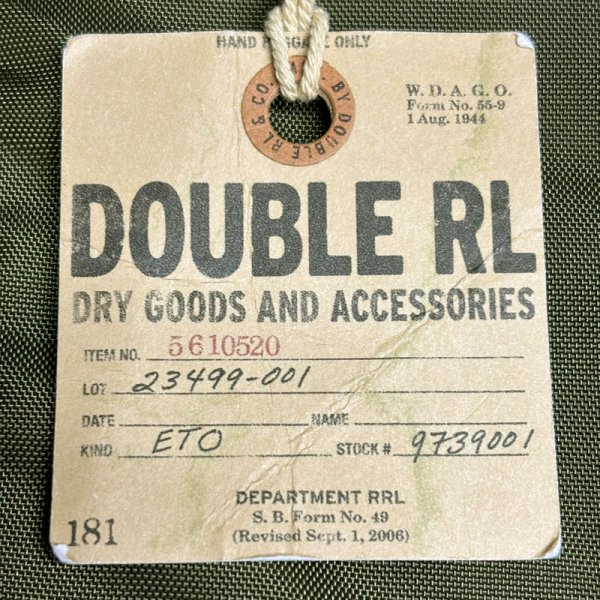 HAND BAGGAGE ONLY
BY DOUBLE RL & CO.
W. D. A. G. O.
Form No. 55-9
1 Aug. 1944
DOUBLE RL
DRY GOODS AND ACCESSORIES
ITEM NO. 5610520
LOT 23499-001
DATE NAME
KIND ETO STOCK # 9739001
DEPARTMENT RRL
S. B. Form No. 49
(Revised Sept. 1, 2006)
181